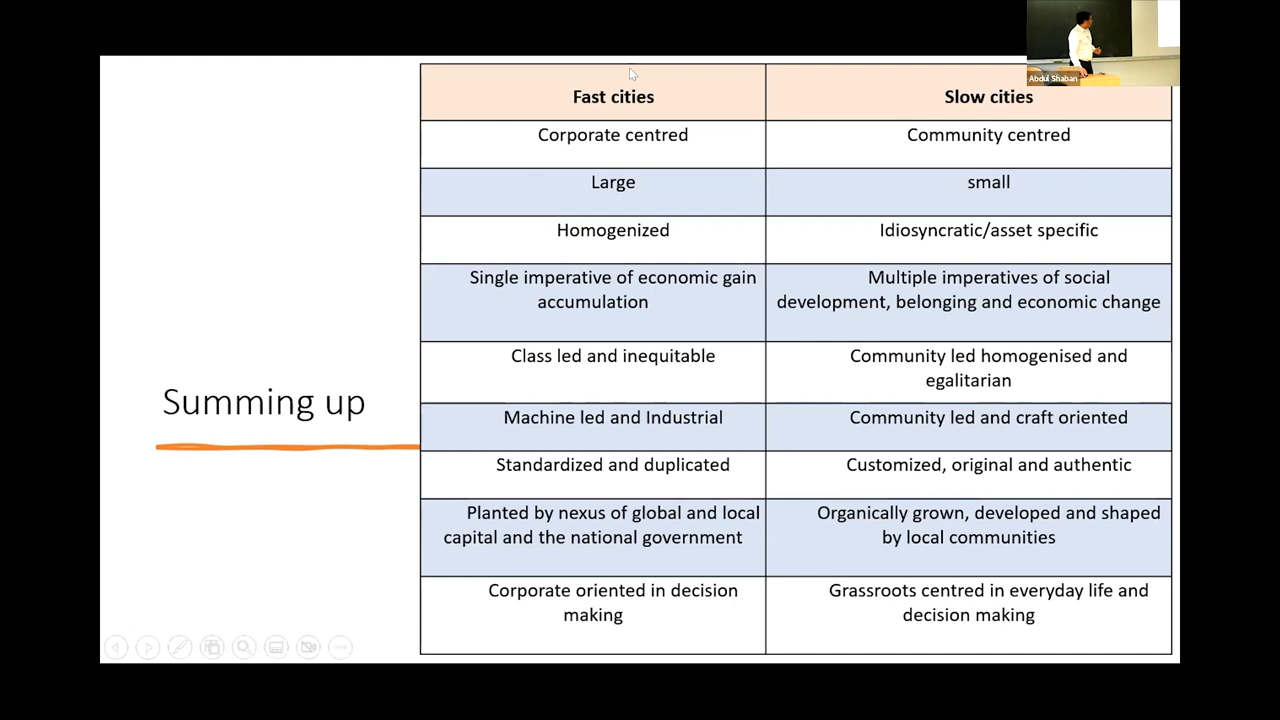 Abdul Shaban
Fast cities
Slow cities
Corporate centred
Community centred
Large
small
Homogenized
Idiosyncratic/asset specific
Single imperative of economic gain
accumulation
Multiple imperatives of social
development, belonging and economic change
Class led and inequitable
Community led homogenised and
egalitarian
Summing up
Machine led and Industrial
Community led and craft oriented
Standardized and duplicated
Customized, original and authentic
Planted by nexus of global and local
capital and the national government
Organically grown, developed and shaped
by local communities
Corporate oriented in decision
making
Grassroots centred in everyday life and
decision making